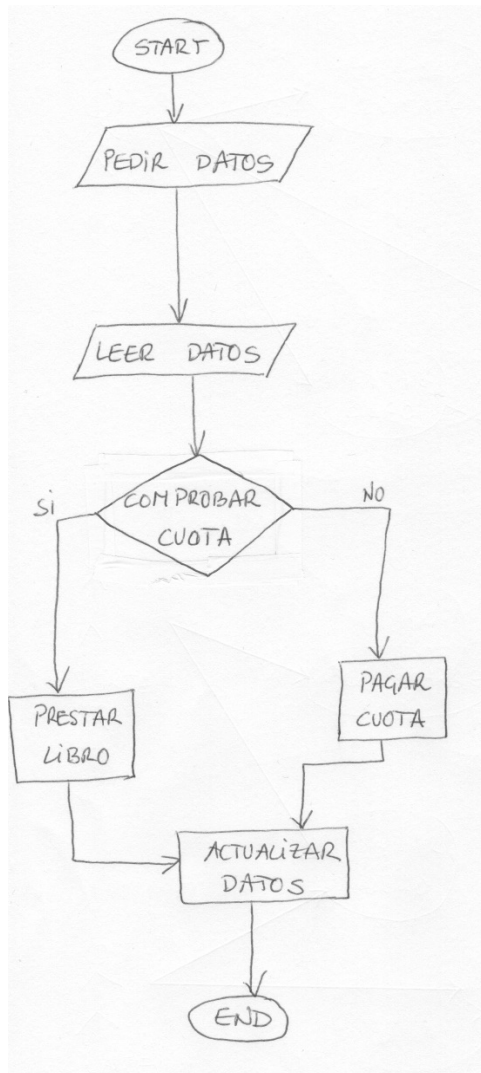 START
PEDIR DATOS
LEER DATOS
COMPROBAR
CUOTA
SI
NO
PRESTAR
LIBRO
PAGAR
CUOTA
ACTUALIZAR
DATOS
END